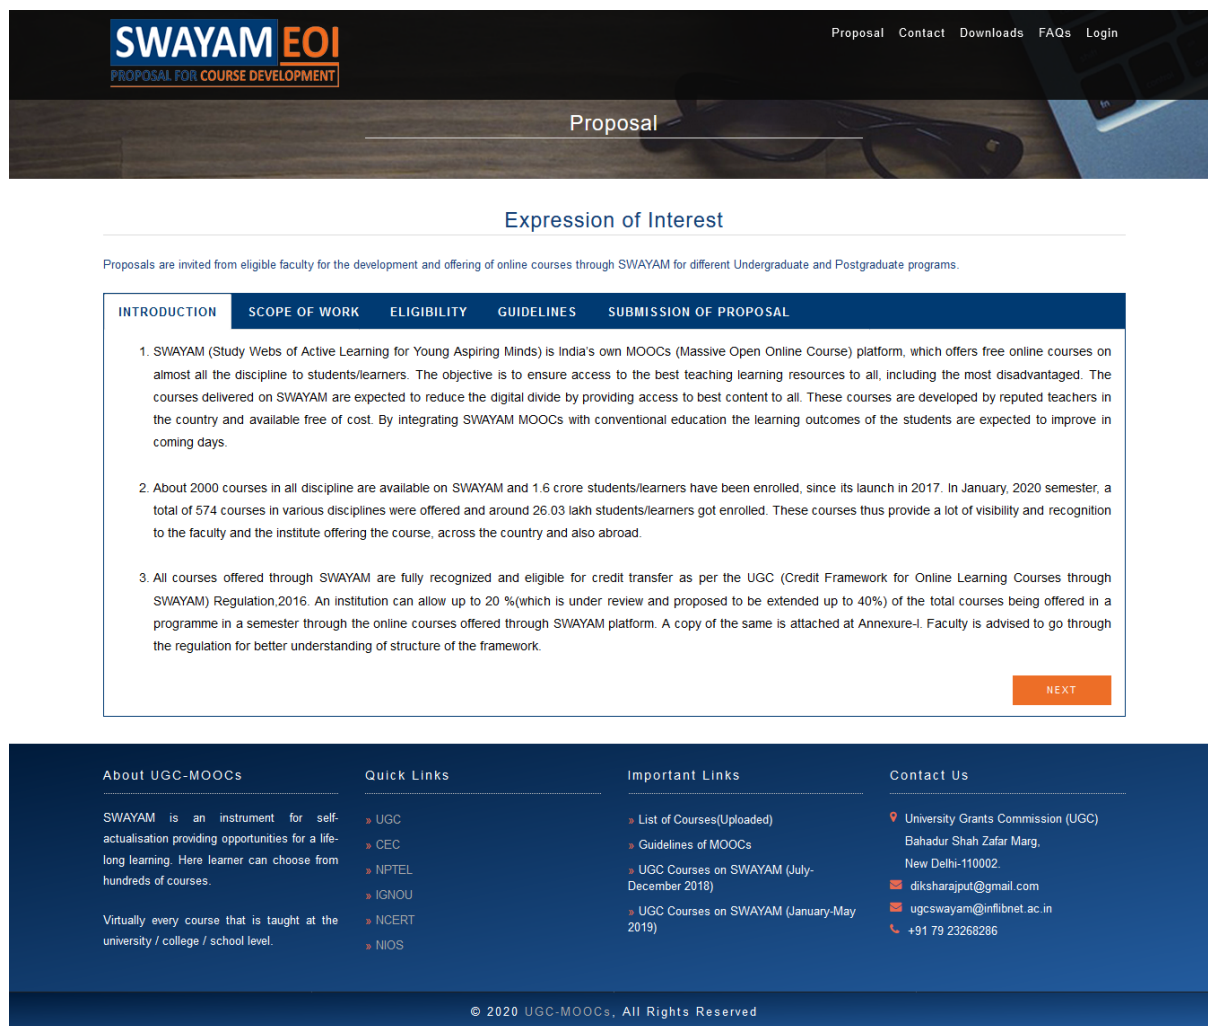 SWAYAM EOI
PROPOSAL FOR COURSE DEVELOPMENT
Proposal Contact Downloads FAQs Login
fn
Proposal
Expression of Interest
Proposals are invited from eligible faculty for the development and offering of online courses through SWAYAM for different Undergraduate and Postgraduate programs.
INTRODUCTION SCOPE OF WORK ELIGIBILITY GUIDELINES SUBMISSION OF PROPOSAL
1. SWAYAM (Study Webs of Active Learning for Young Aspiring Minds) is India's own MOOCs (Massive Open Online Course) platform, which offers free online courses on
almost all the discipline to students/learners. The objective is to ensure access to the best teaching learning resources to all, including the most disadvantaged. The
courses delivered on SWAYAM are expected to reduce the digital divide by providing access to best content to all. These courses are developed by reputed teachers in
the country and available free of cost. By integrating SWAYAM MOOCs with conventional education the learning outcomes of the students are expected to improve in
coming days.
2. About 2000 courses in all discipline are available on SWAYAM and 1.6 crore students/learners have been enrolled, since its launch in 2017. In January, 2020 semester, a
total of 574 courses in various disciplines were offered and around 26.03 lakh students/learners got enrolled. These courses thus provide a lot of visibility and recognition
to the faculty and the institute offering the course, across the country and also abroad.
3. All courses offered through SWAYAM are fully recognized and eligible for credit transfer as per the UGC (Credit Framework for Online Learning Courses through
SWAYAM) Regulation,2016. An institution can allow up to 20 %(which is under review and proposed to be extended up to 40%) of the total courses being offered in a
programme in a semester through the online courses offered through SWAYAM platform. A copy of the same is attached at Annexure-I. Faculty is advised to go through
the regulation for better understanding of structure of the framework.
NEXT
About UGC-MOOCs
SWAYAM is an instrument for self-
actualisation providing opportunities for a life-
long learning. Here learner can choose from
hundreds of courses.
Virtually every course that is taught at the
university / college / school level.
Quick Links
» UGC
» CEC
» NPTEL
» IGNOU
» NCERT
» NIOS
Important Links
» List of Courses(Uploaded)
» Guidelines of MOOCs
» UGC Courses on SWAYAM (July-
December 2018)
» UGC Courses on SWAYAM (January-May
2019)
Contact Us
University Grants Commission (UGC)
Bahadur Shah Zafar Marg,
New Delhi-110002.
diksharajput@gmail.com
ugcswayam@inflibnet.ac.in
+91 79 23268286
© 2020 UGC-MOOCs, All Rights Reserved